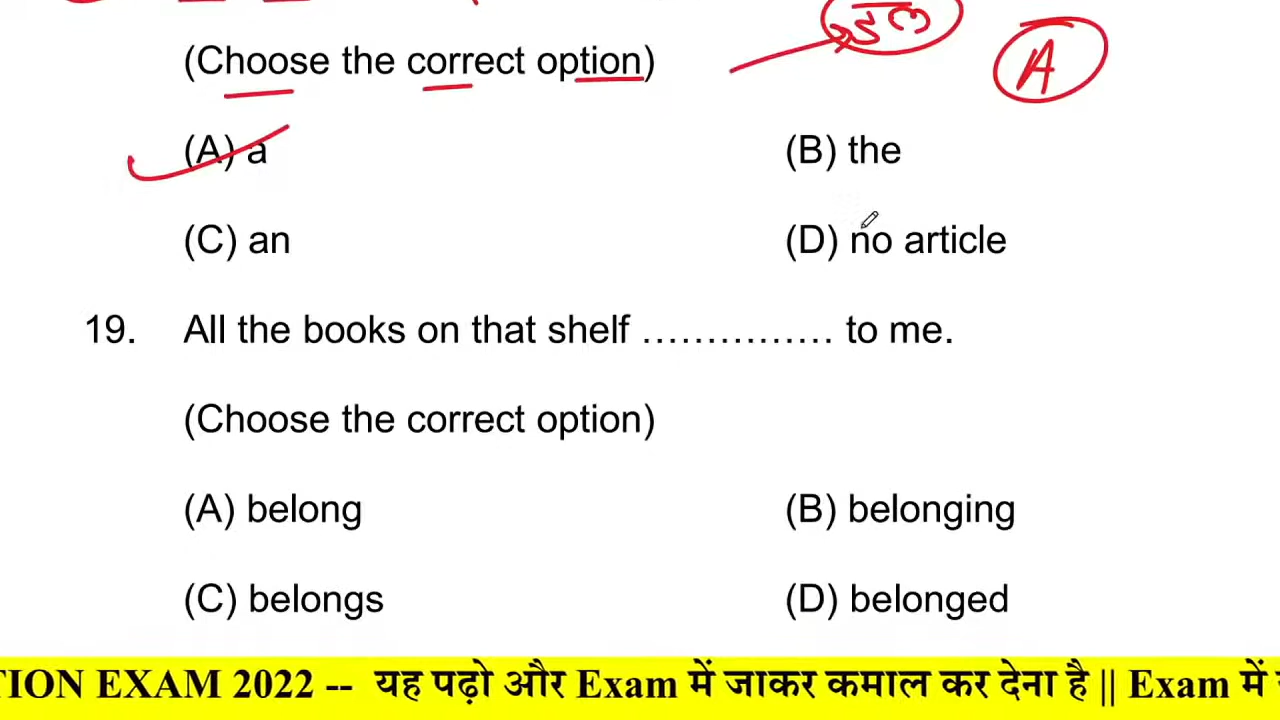 इल
A
(Choose the correct option)
(A) a
(B) the
(C) an
(D) no article
19. All the books on that shelf …………… to me.
(Choose the correct option)
(A) belong
(B) belonging
(C) belongs
(D) belonged
TION EXAM 2022 -- यह पढ़ो और Exam में जाकर कमाल कर देना है || Exam में